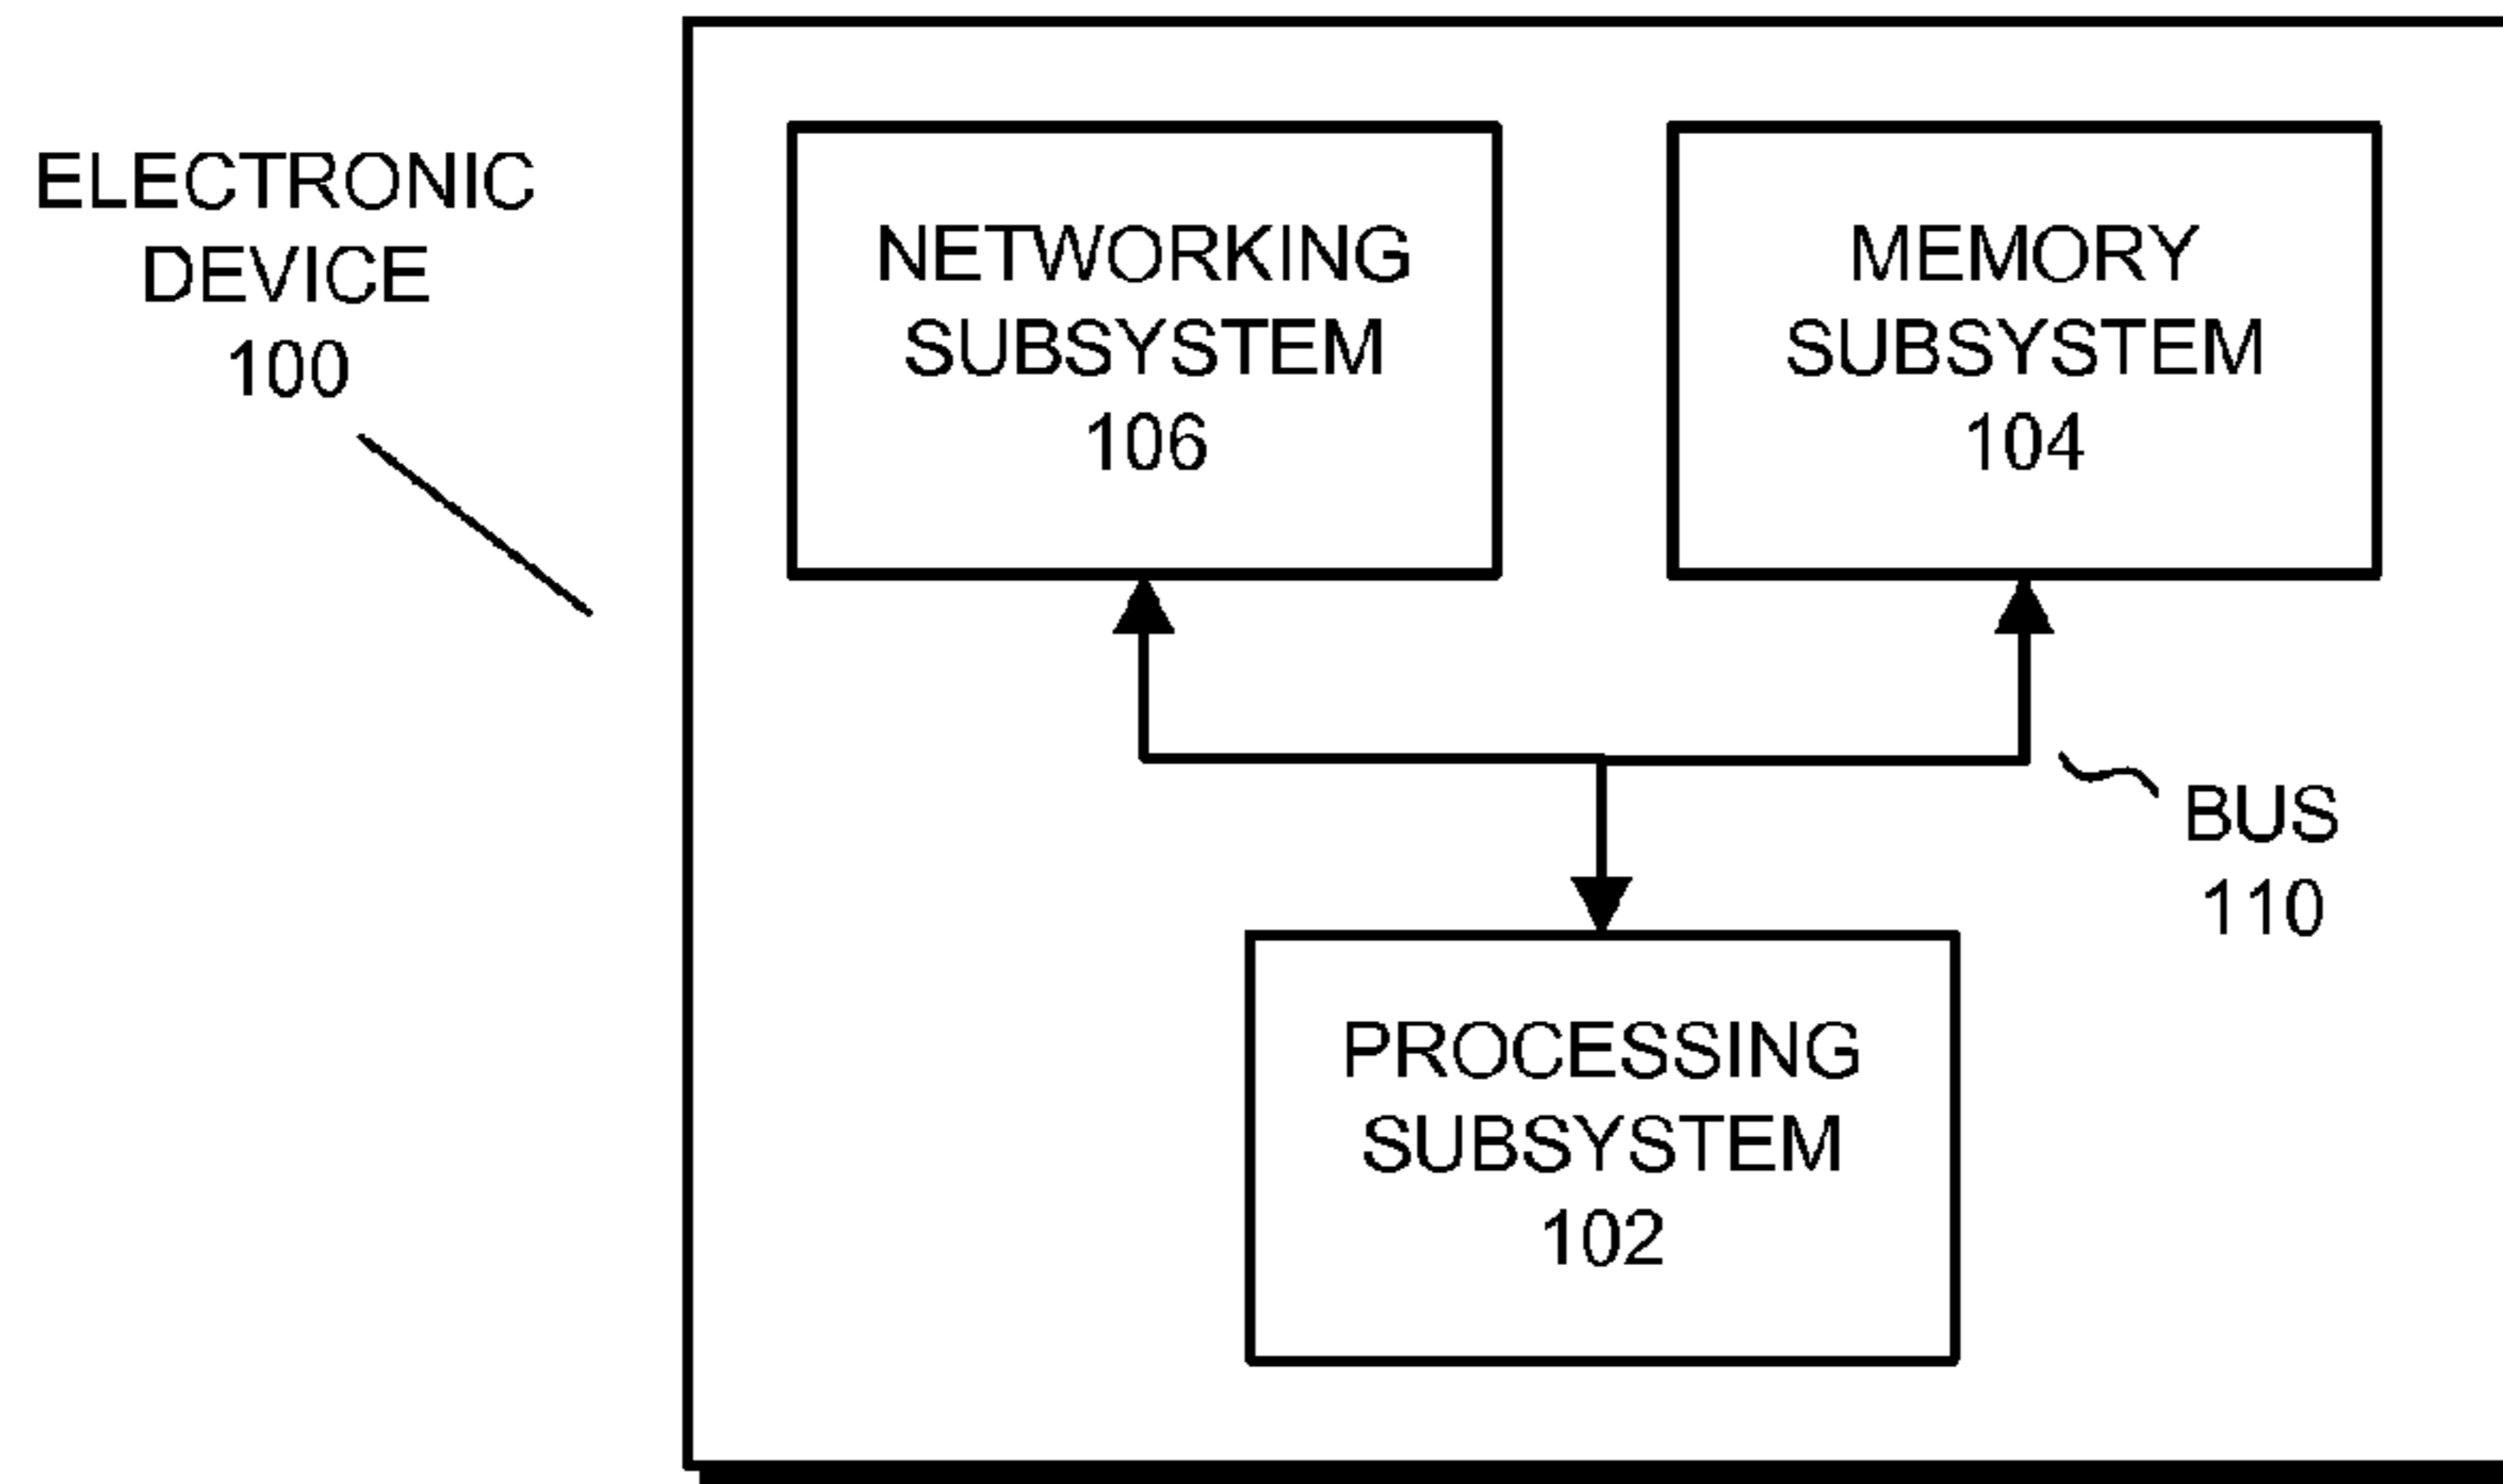 ELECTRONIC
DEVICE
100
NETWORKING
SUBSYSTEM
106
MEMORY
SUBSYSTEM
104
BUS
110
PROCESSING
SUBSYSTEM
102